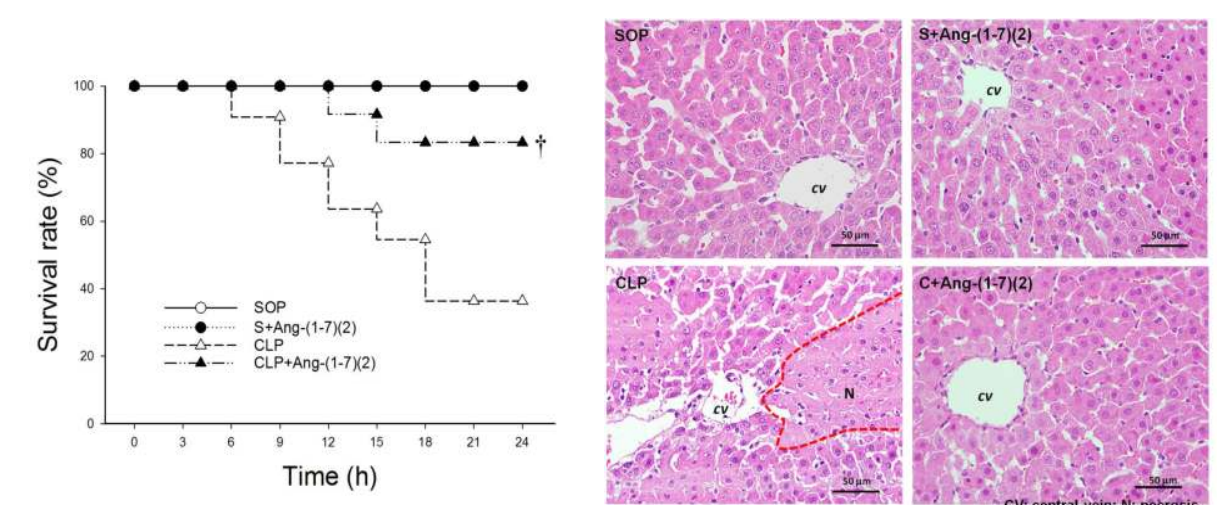 Survival rate (%)
100
80
60
40
20
0
†
SOP
S+Ang-(1-7)(2)
CLP
CLP+Ang-(1-7)(2)
0 3 6 9 12 15 18 21 24
Time (h)
SOP
cv
50 µm
S+Ang-(1-7)(2)
cv
50 µm
CLP
cv
N
50 µm
C+Ang-(1-7)(2)
cv
50 µm
CV: central vein; N: necrosis